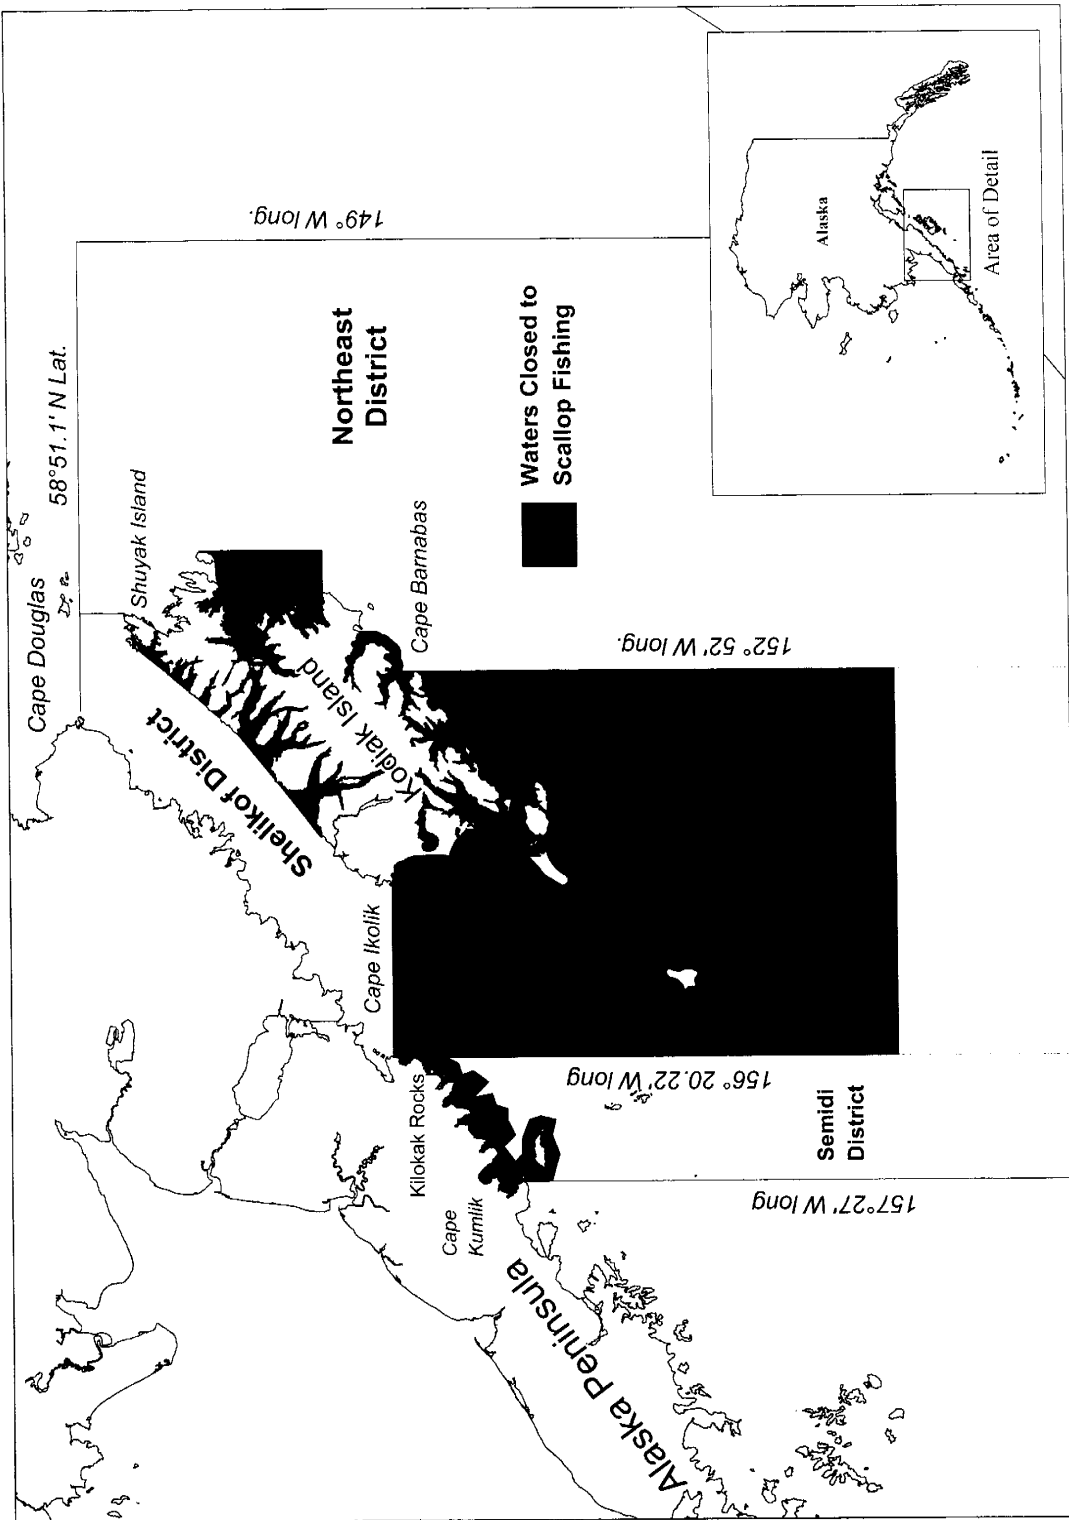 Cape Douglas
58°51.1' N Lat.
Shuyak Island
149° W long.
Northeast
District
Shelikof District
Kodiak Island
Cape Barnabas
Waters Closed to
Scallop Fishing
152° 52' W long.
Cape Ikolik
Kilokak Rocks
156° 20.22' W long
Cape
Kumlik
Semidi
District
157°27' W long
Alaska Peninsula
Alaska
Area of Detail